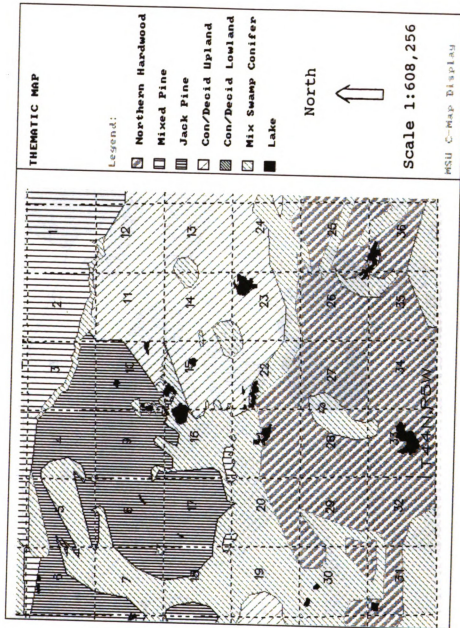 THEMATIC MAP
Legend:
Northern Hardwood
Mixed Pine
Jack Pine
Con/Decid Upland
Con/Decid Lowland
Mix Swamp Conifer
Lake
North
Scale 1:608,256
MSU C-Map Display
6 5 4 3 2 1
7 8 9 10 11 12
18 17 16 15 14 13
19 20 22 23 24
30 29 28 27 26 25
31 32 33 34 35 36
T44NR5W